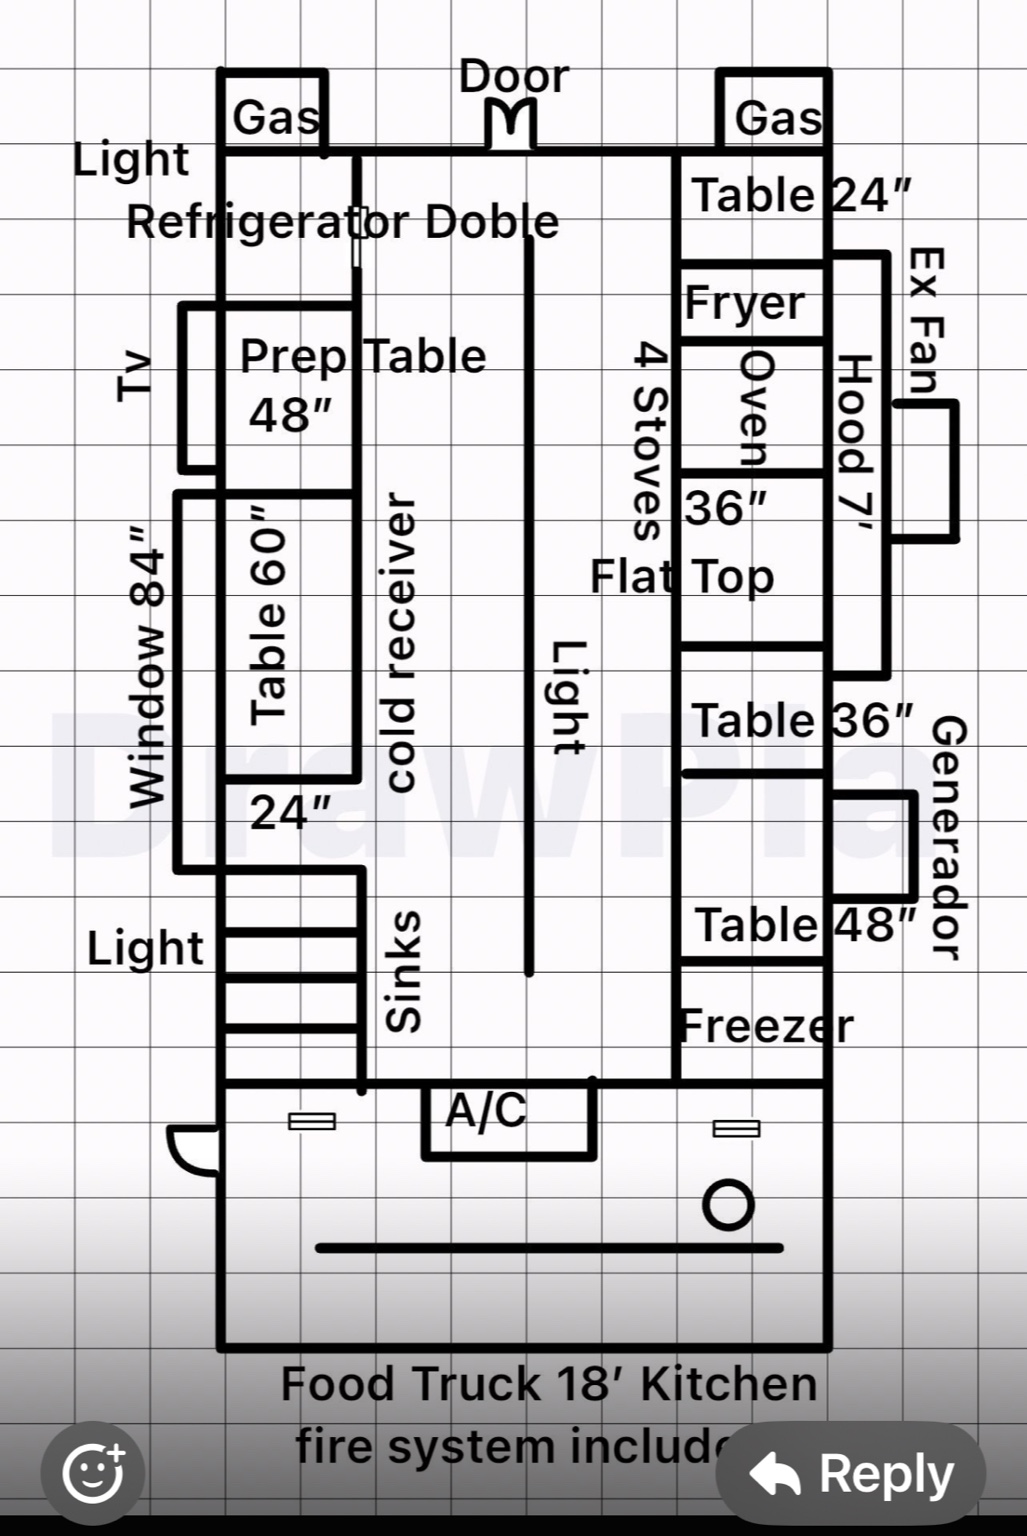 Door
Gas
Gas
Light
Table 24”
Refrigerator Doble
Ex Fan
Fryer
Tv
Prep Table
48”
4 Stoves
Oven
Hood 7’
36”
Flat Top
Window 84”
Table 60”
cold receiver
Light
Table 36”
Generador
24”
Table 48”
Light
Sinks
Freezer
A/C
DrawPla
Food Truck 18’ Kitchen
fire system include
Reply